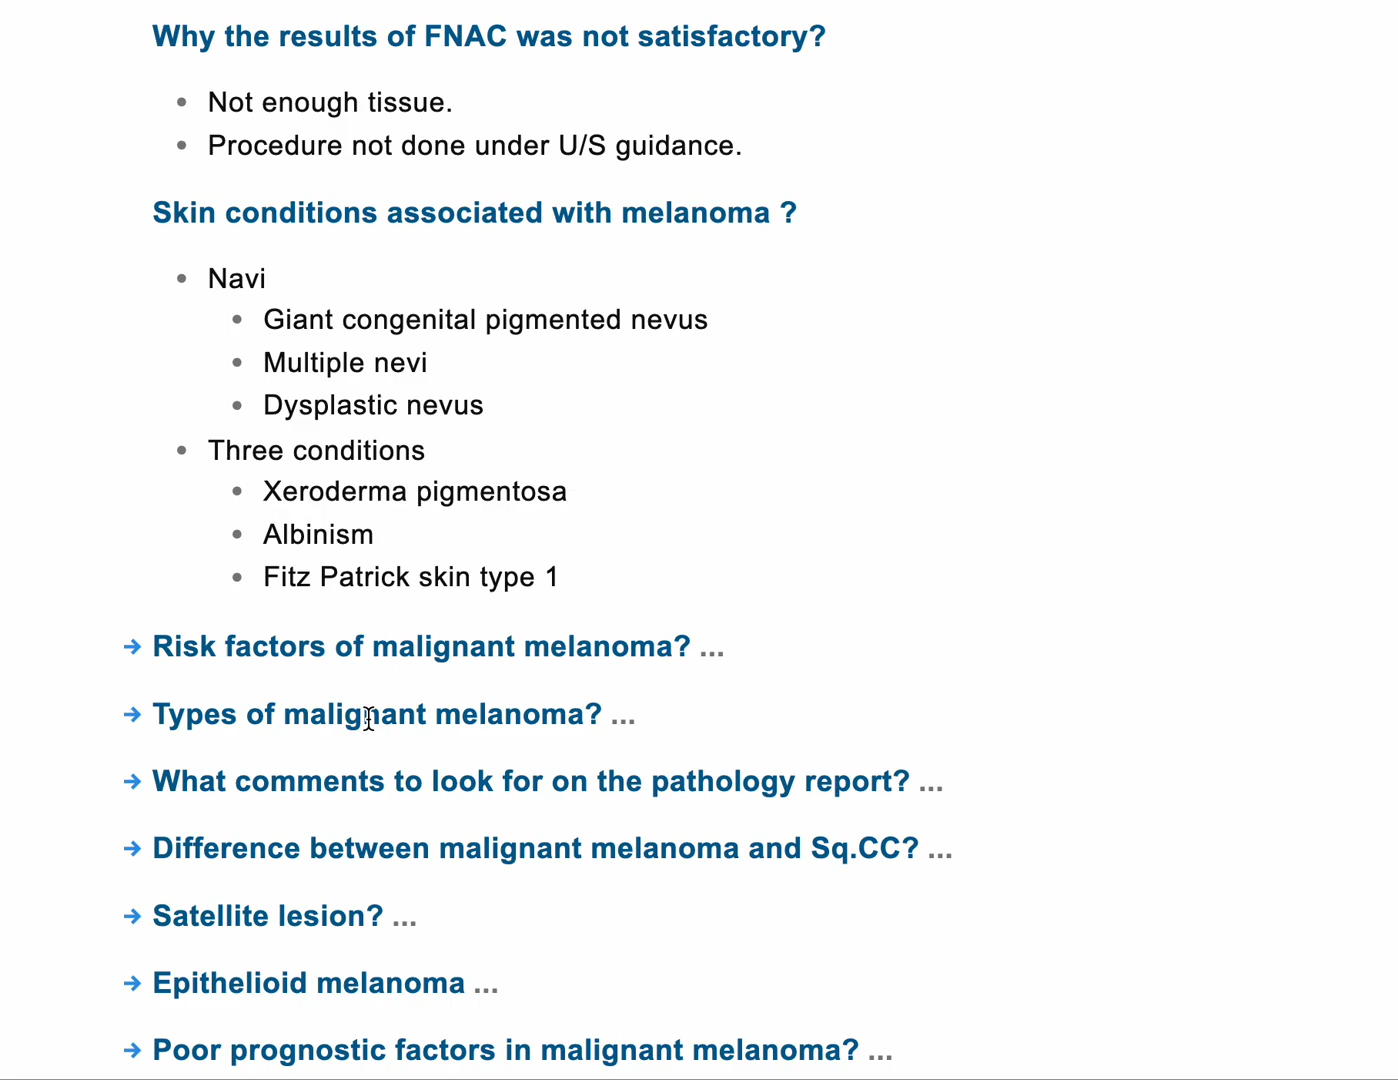 Why the results of FNAC was not satisfactory?
Not enough tissue.
Procedure not done under U/S guidance.
Skin conditions associated with melanoma ?
Navi
Giant congenital pigmented nevus
Multiple nevi
Dysplastic nevus
Three conditions
Xeroderma pigmentosa
Albinism
Fitz Patrick skin type 1
Risk factors of malignant melanoma? ...
Types of malignant melanoma? ...
What comments to look for on the pathology report? ...
Difference between malignant melanoma and Sq.CC? ...
Satellite lesion? ...
Epithelioid melanoma ...
Poor prognostic factors in malignant melanoma? ...